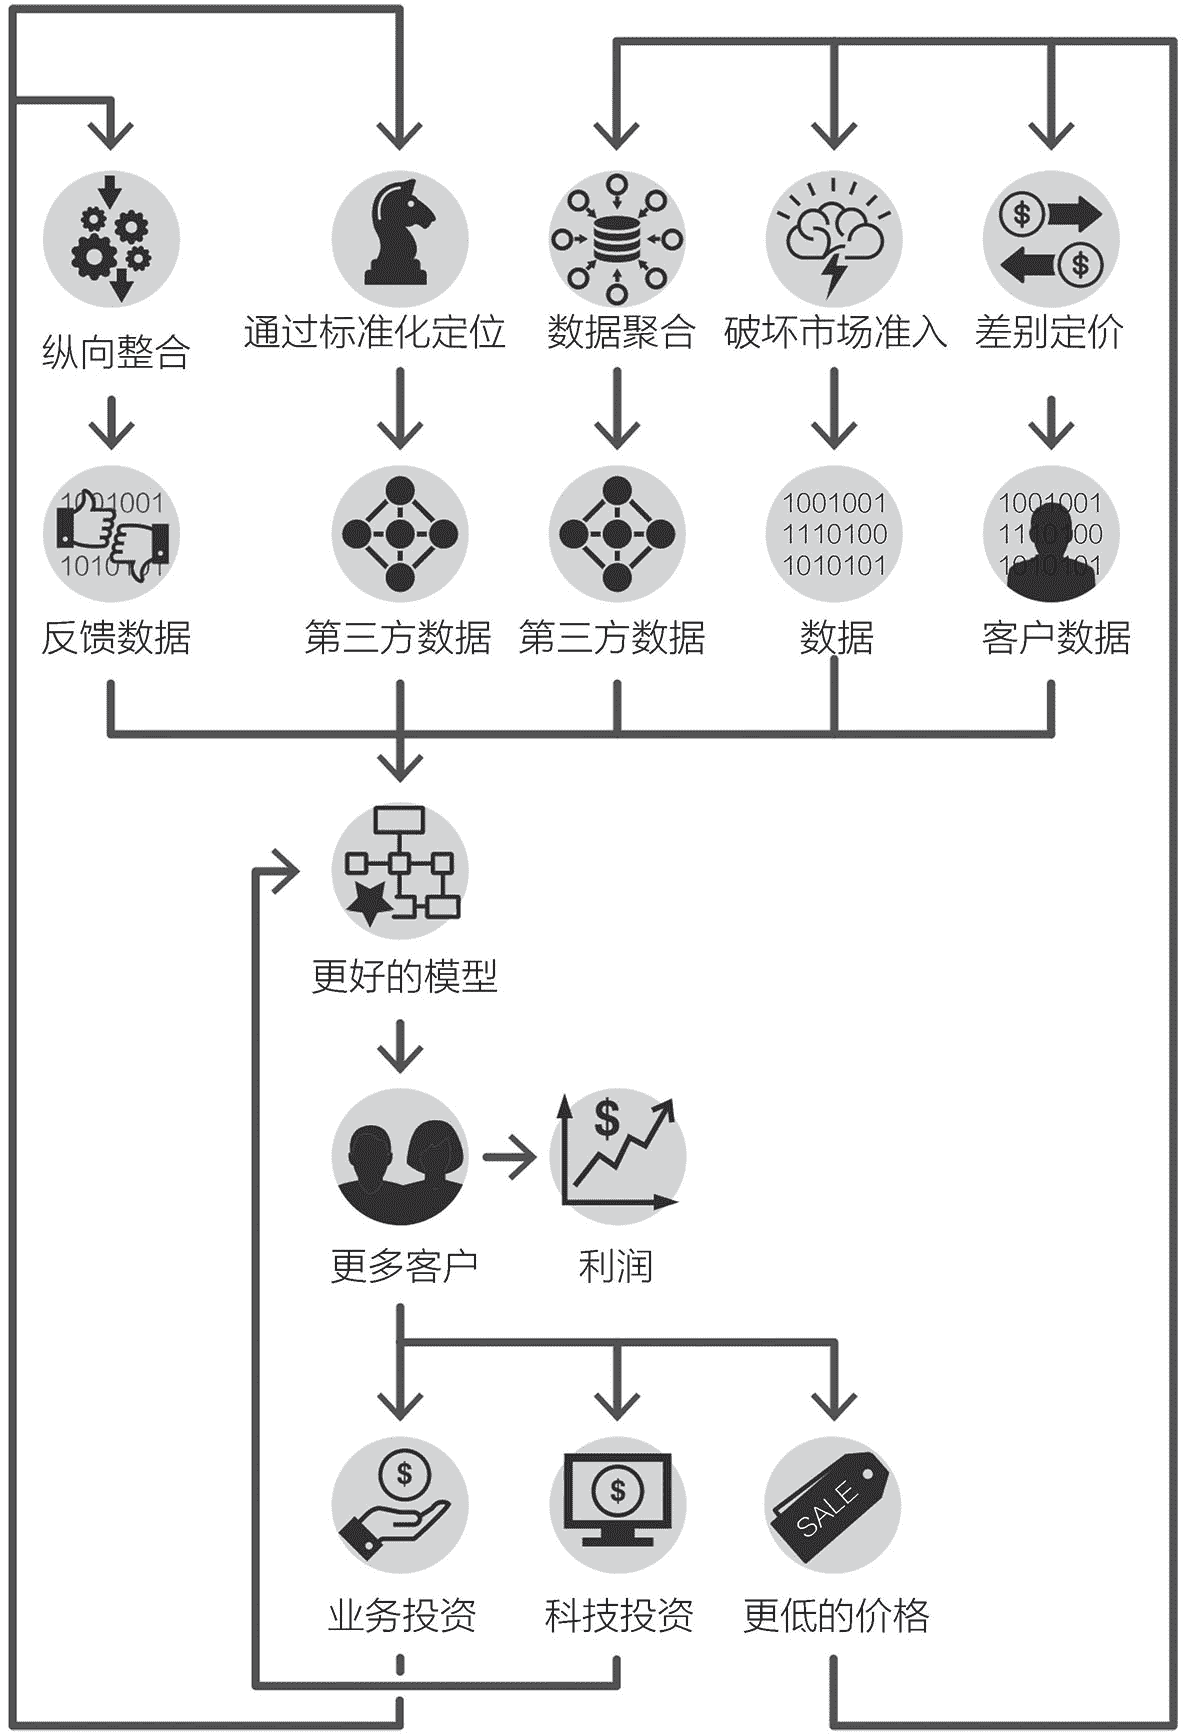 $
$
纵向整合
通过标准化定位
数据聚合
破坏市场准入
差别定价
1001001
1010101
1001001
1110100
1010101
1001001
1110100
1010101
反馈数据
第三方数据
第三方数据
数据
客户数据
更好的模型
$
更多客户
利润
$
$
SALE
业务投资
科技投资
更低的价格